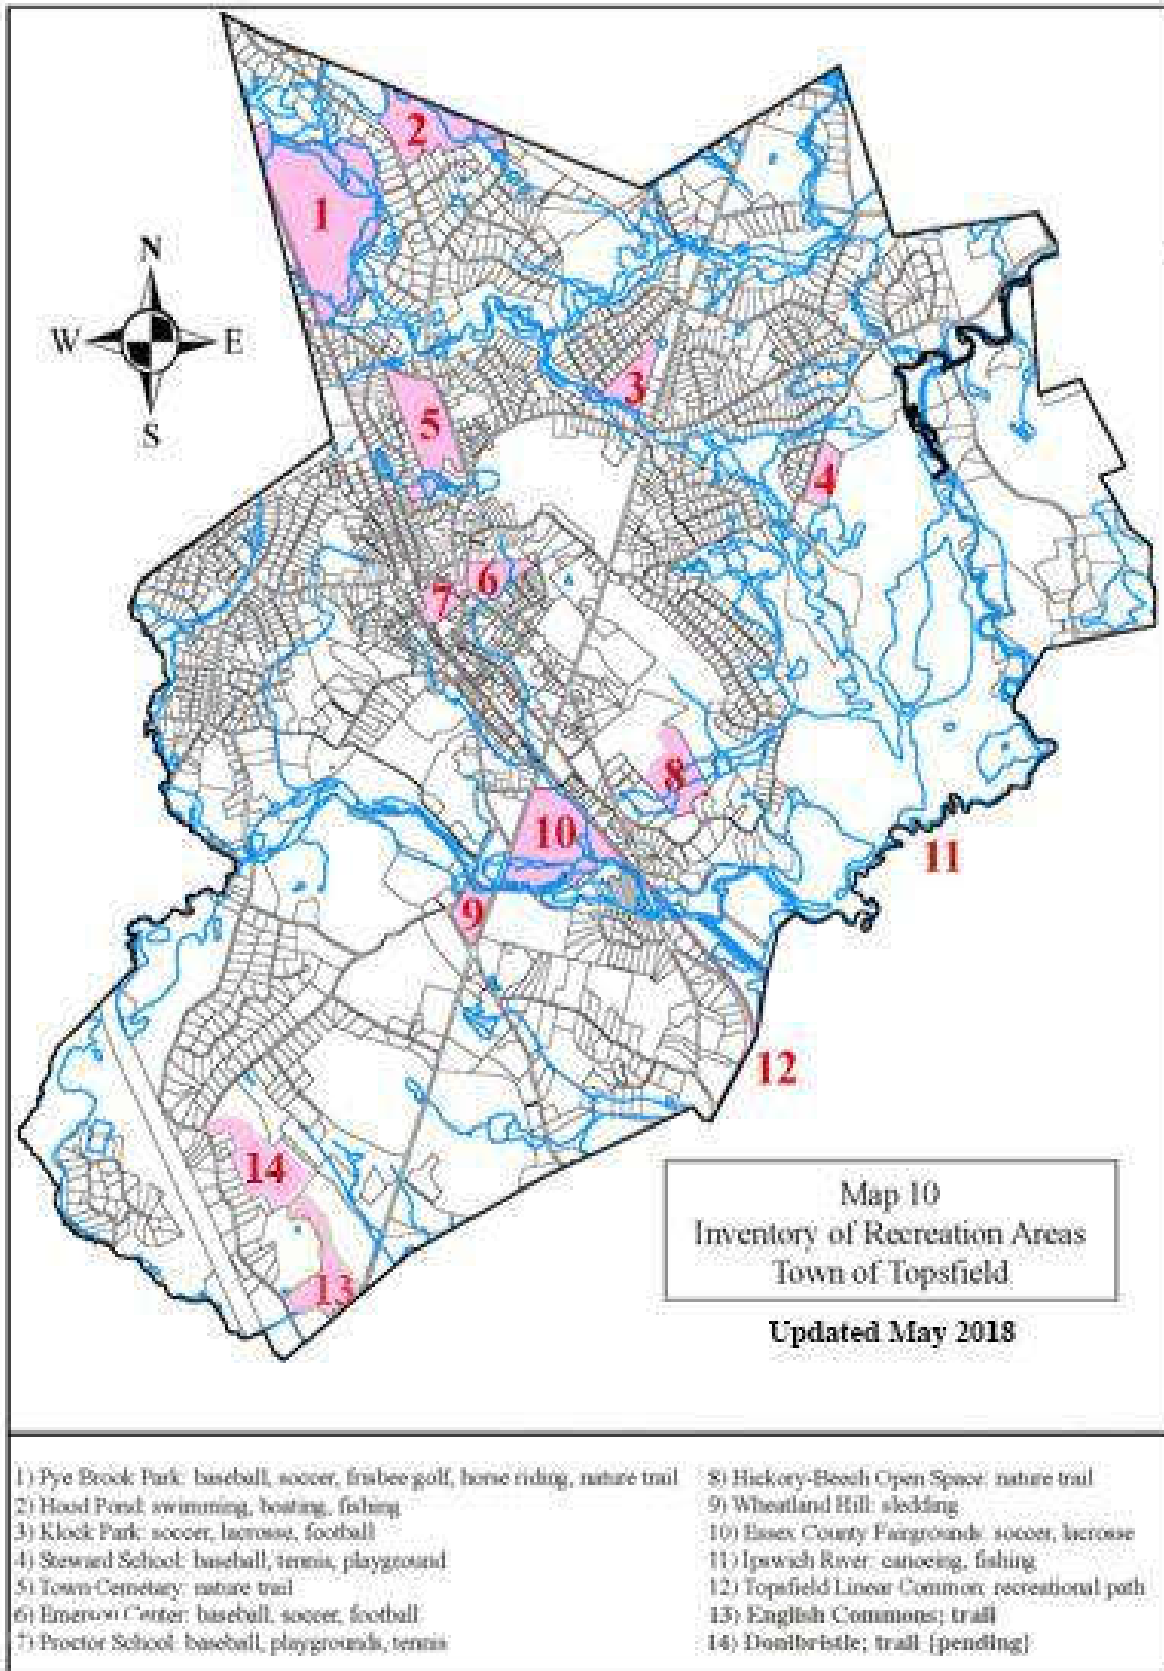 1
2
N
W
E
S
3
5
4
6
7
8
10
11
9
12
14
13
Map 10
Inventory of Recreation Areas
Town of Topsfield
Updated May 2018
1) Pye Brook Park: baseball, soccer, frisbee golf, horse riding, nature trail
2) Hood Pond: swimming, boating, fishing
3) Klock Park: soccer, lacrosse, football
4) Steward School: baseball, tennis, playground
5) Town Cemetary: nature trail
6) Emerson Center: baseball, soccer, football
7) Proctor School: baseball, playgrounds, tennis
8) Hickory-Beech Open Space: nature trail
9) Wheatland Hill: sledding
10) Essex County Fairgrounds: soccer, lacrosse
11) Ipswich River: canoeing, fishing
12) Topsfield Linear Common: recreational path
13) English Commons; trail
14) Donibristle; trail [pending]